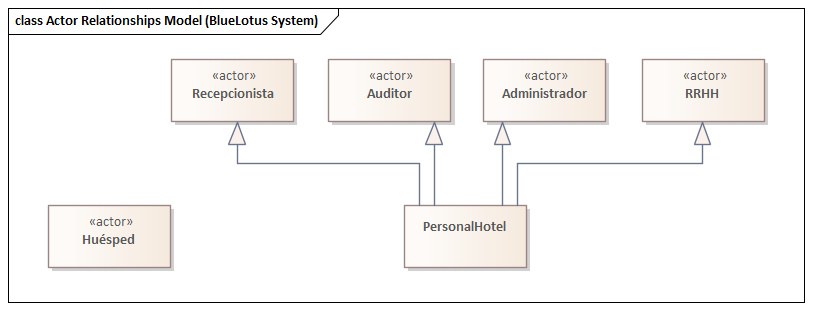 class Actor Relationships Model (BlueLotus System)
«actor»
Recepcionista
«actor»
Auditor
«actor»
Administrador
«actor»
RRHH
«actor»
Huésped
PersonalHotel